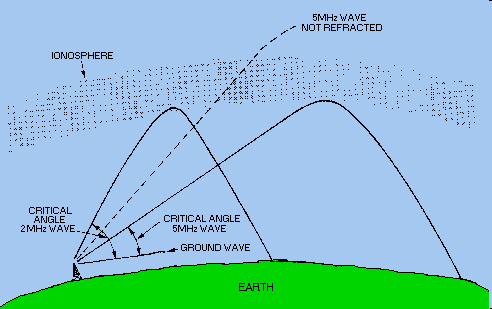 5MHz WAVE
NOT REFRACTED
IONOSPHERE
CRITICAL
ANGLE
2MHz WAVE
CRITICAL ANGLE
5MHz WAVE
GROUND WAVE
EARTH